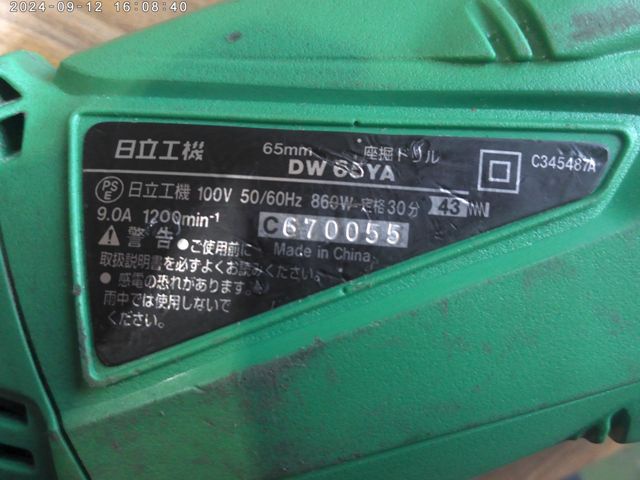 2024-09-12 16:08:40
日立工機 65mm 座掘ドリル
DW 65YA
C345487A
PSE 日立工機 100V 50/60Hz 860W 定格30分 43
9.0A 1200min⁻¹
C670055
Made in China
警告 ●ご使用前に
取扱説明書を必ずよくお読みください。
●感電の恐れがあります。
雨中では使用しないで
ください。